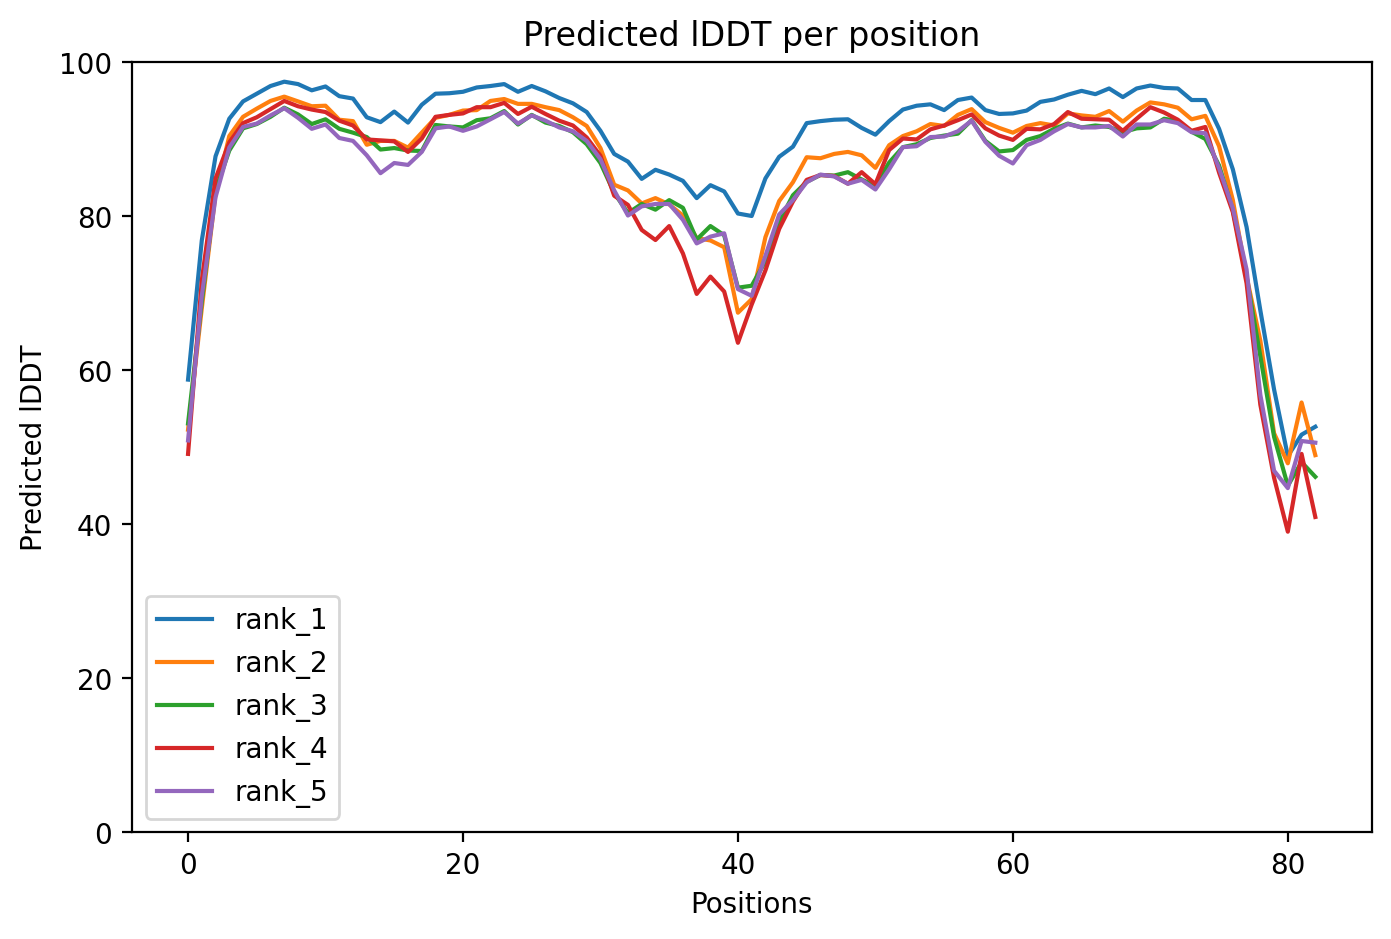 Predicted lDDT per position
100
80
60
40
20
0
Predicted lDDT
rank_1
rank_2
rank_3
rank_4
rank_5
0 20 40 60 80
Positions